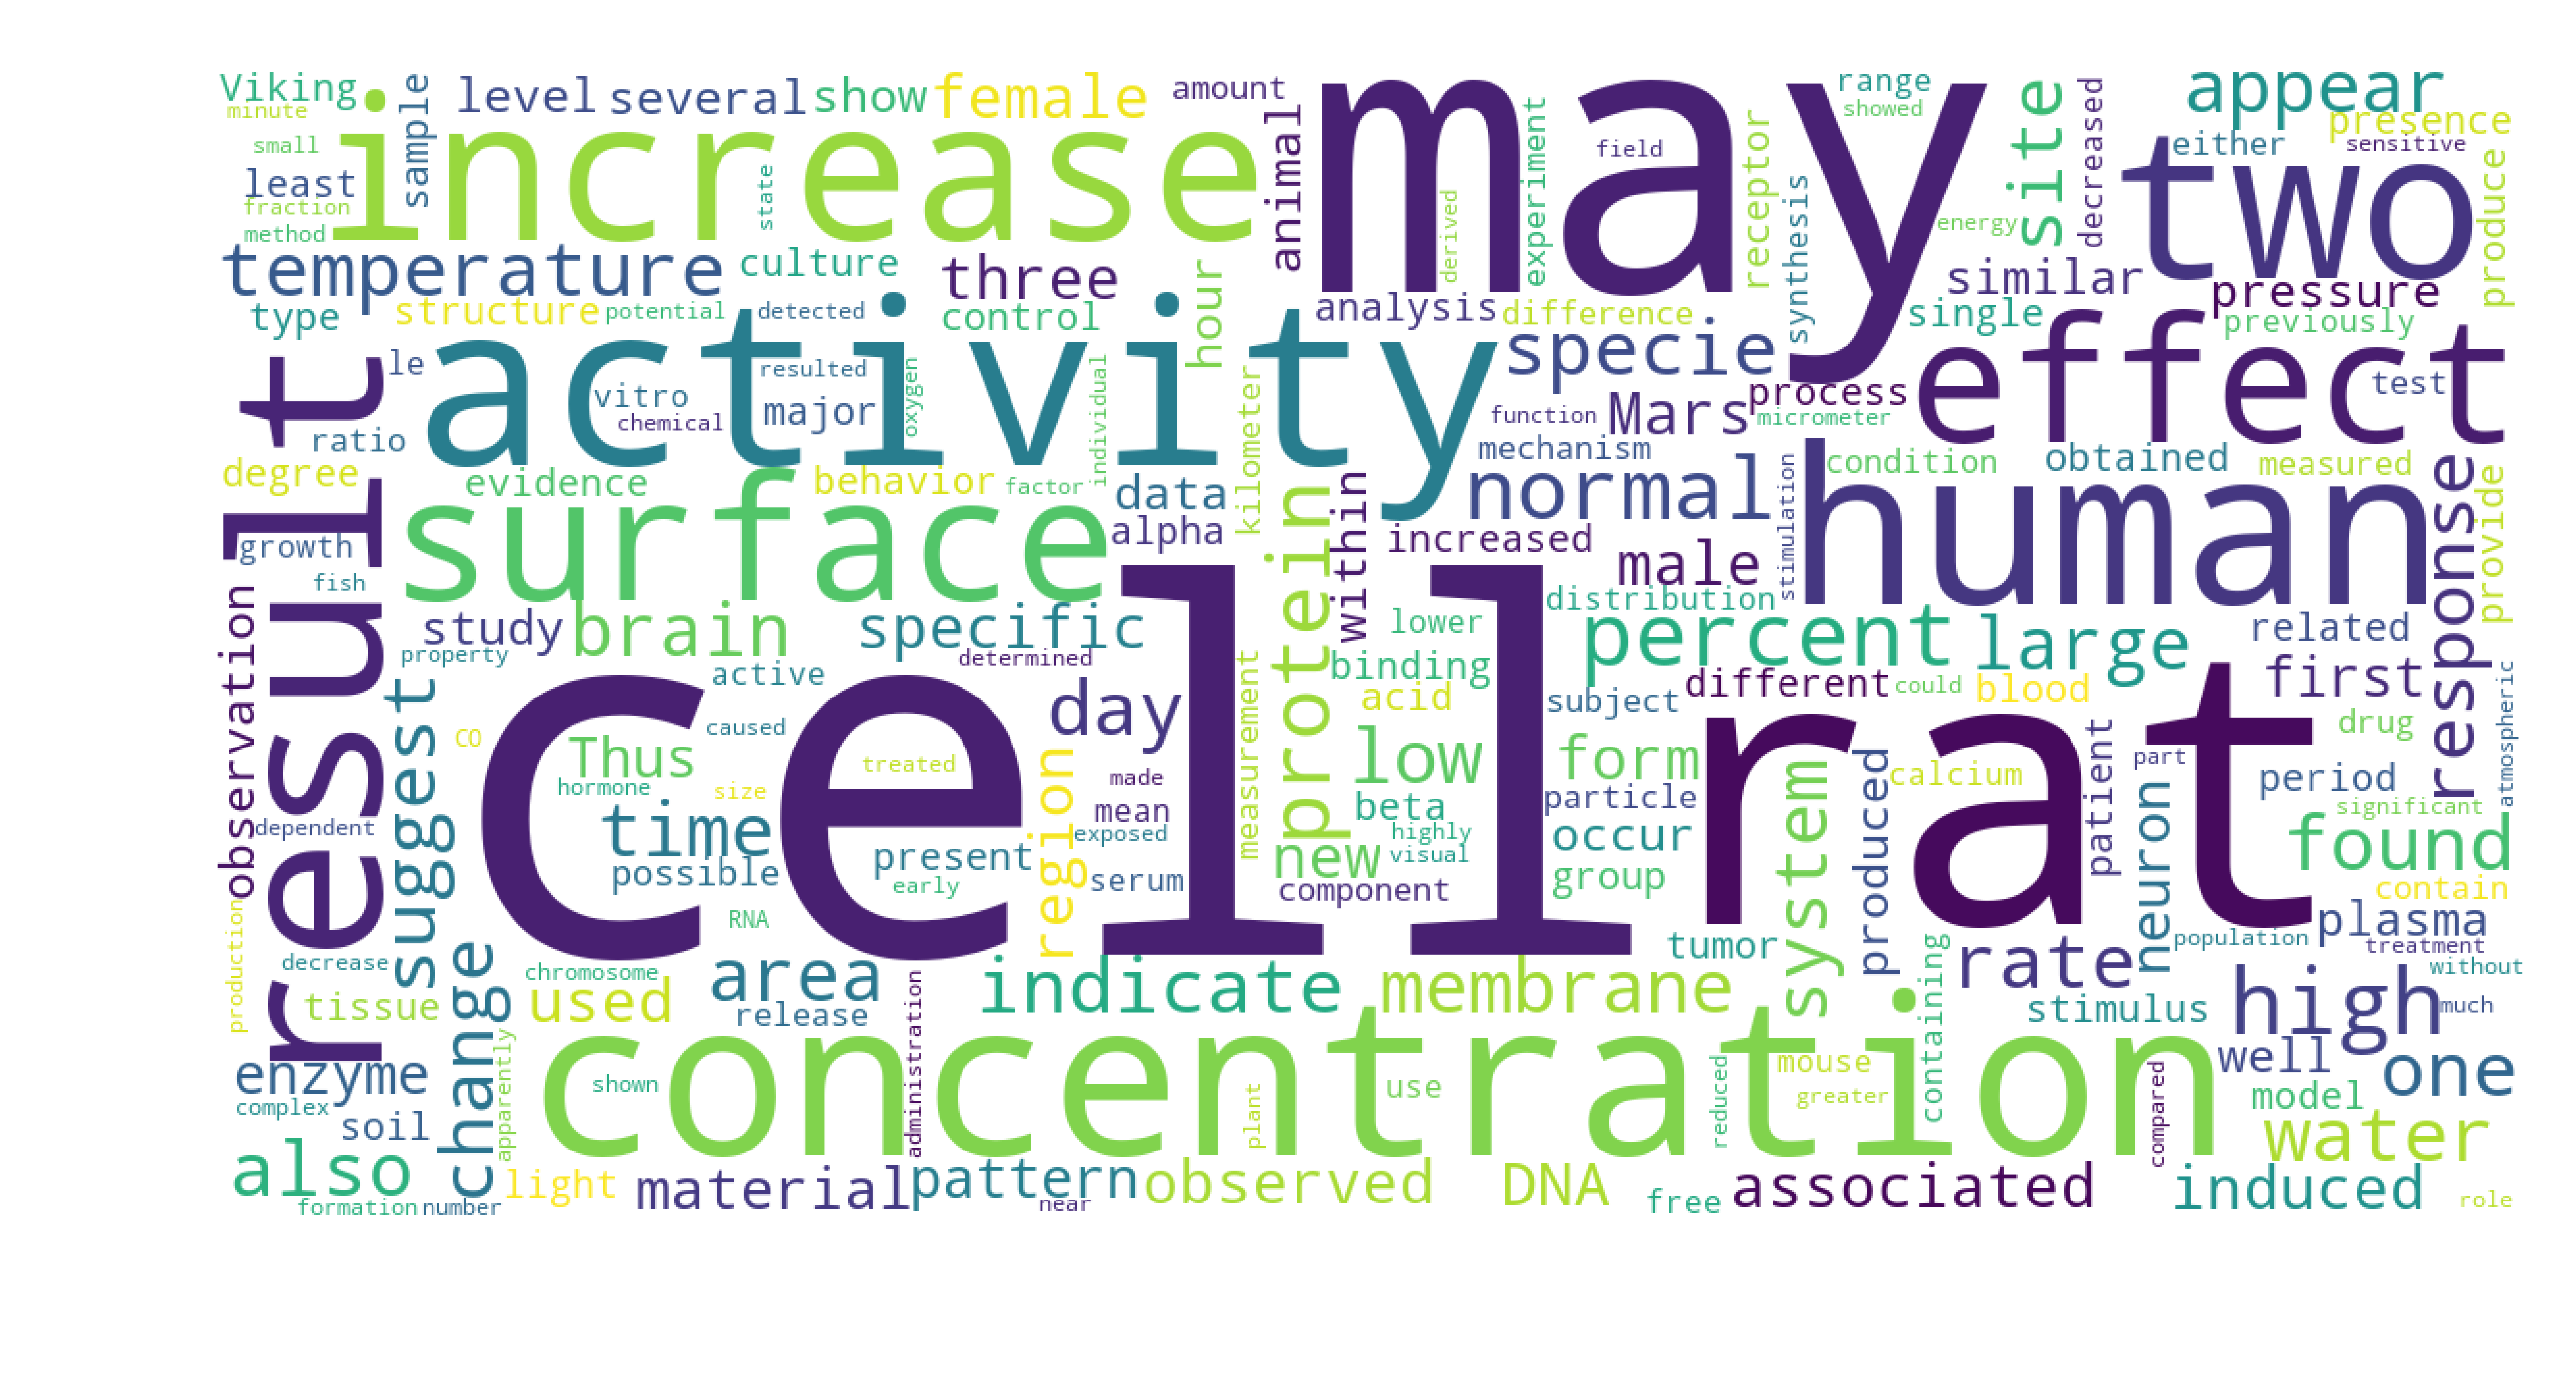 Viking
minute
small
least
fraction
method
sample
level
several
show
female
amount
increase
state
animal
may
experiment
derived
field
receptor
range
showed
synthesis
energy
site
decreased
appear
presence
either
sensitive
two
produce
temperature
culture
three
hour
analysis
difference
similar
single
pressure
previously
type
structure
potential
detected
control
le
activity
vitro
chemical
resulted
major
oxygen
individual
kilometer
specie
Mars
process
micrometer
function
mechanism
effect
test
result
ratio
degree
evidence
behavior
factor
data
alpha
normal
condition
obtained
measured
human
stimulation
response
provide
growth
fish
surface
protein
within
increased
male
distribution
observation
study
brain
specific
property
determined
active
lower
binding
acid
percent
large
related
first
different
could
blood
subject
atmospheric
suggest
CO
Thus
caused
day
cell
rat
hormone
size
treated
made
mean
exposed
measurement
region
low
beta
highly
visual
form
particle
occur
group
system
produced
calcium
patient
part
neuron
drug
period
significant
found
dependent
time
possible
present
early
serum
new
component
contain
plasma
treatment
population
without
RNA
production
decrease
tissue
change
chromosome
used
area
release
indicate
membrane
tumor
rate
stimulus
containing
high
much
enzyme
complex
soil
apparently
shown
administration
concentration
plant
use
reduced
mouse
greater
compared
well
one
model
water
also
formation
number
light
material
pattern
near
observed
DNA
free
associated
induced
role